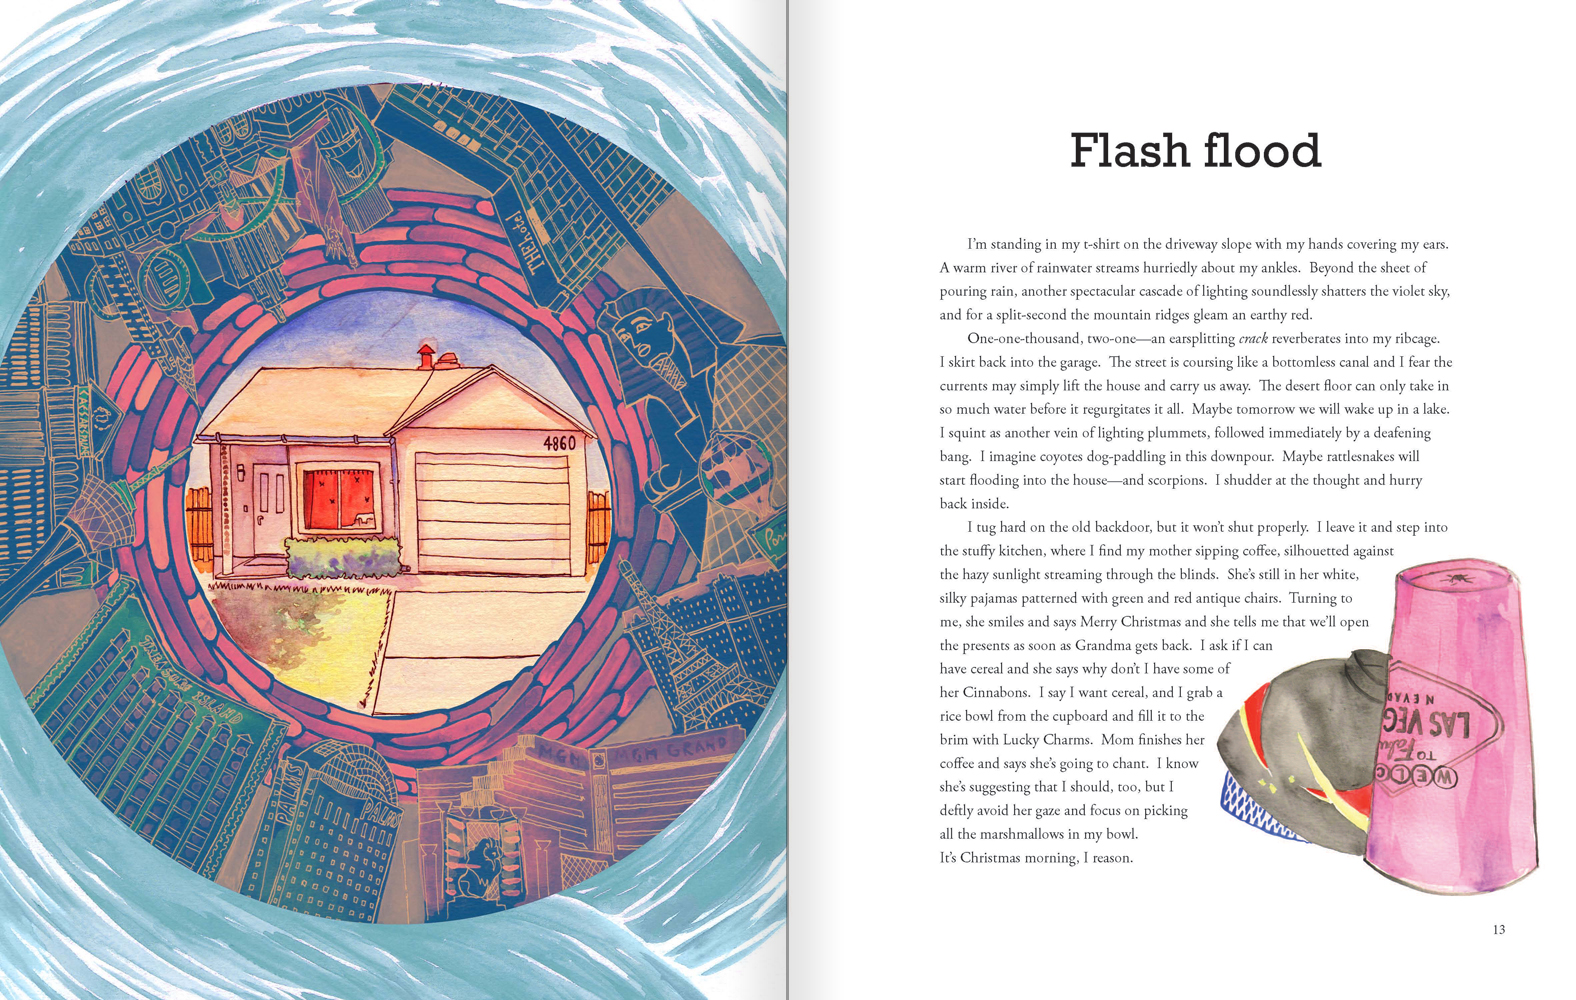 THEhotel
4860
EXCALIBUR
Par
TREASURE ISLAND
PALMS
PALMS
MGM
MGM GRAND
Flash flood
I'm standing in my t-shirt on the driveway slope with my hands covering my ears.
A warm river of rainwater streams hurriedly about my ankles. Beyond the sheet of
pouring rain, another spectacular cascade of lighting soundlessly shatters the violet sky,
and for a split-second the mountain ridges gleam an earthy red.
One-one-thousand, two-one—an earsplitting crack reverberates into my ribcage.
I skirt back into the garage. The street is coursing like a bottomless canal and I fear the
currents may simply lift the house and carry us away. The desert floor can only take in
so much water before it regurgitates it all. Maybe tomorrow we will wake up in a lake.
I squint as another vein of lighting plummets, followed immediately by a deafening
bang. I imagine coyotes dog-paddling in this downpour. Maybe rattlesnakes will
start flooding into the house—and scorpions. I shudder at the thought and hurry
back inside.
I tug hard on the old backdoor, but it won't shut properly. I leave it and step into
the stuffy kitchen, where I find my mother sipping coffee, silhouetted against
the hazy sunlight streaming through the blinds. She's still in her white,
silky pajamas patterned with green and red antique chairs. Turning to
me, she smiles and says Merry Christmas and she tells me that we'll open
the presents as soon as Grandma gets back. I ask if I can
have cereal and she says why don't I have some of
her Cinnabons. I say I want cereal, and I grab a
rice bowl from the cupboard and fill it to the
brim with Lucky Charms. Mom finishes her
coffee and says she's going to chant. I know
she's suggesting that I should, too, but I
deftly avoid her gaze and focus on picking
all the marshmallows in my bowl.
It's Christmas morning, I reason.
WELC
TO Fabu
LAS VEG
NEVAD
13